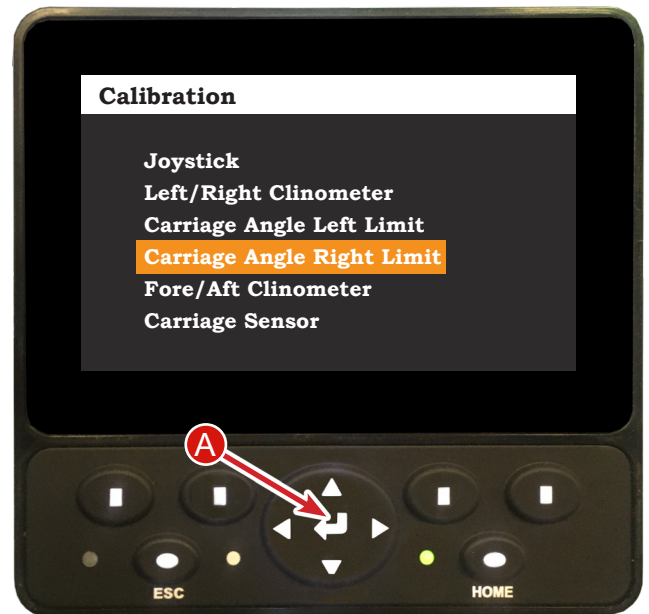 Calibration
Joystick
Left/Right Clinometer
Carriage Angle Left Limit
Carriage Angle Right Limit
Fore/Aft Clinometer
Carriage Sensor
A
ESC
HOME